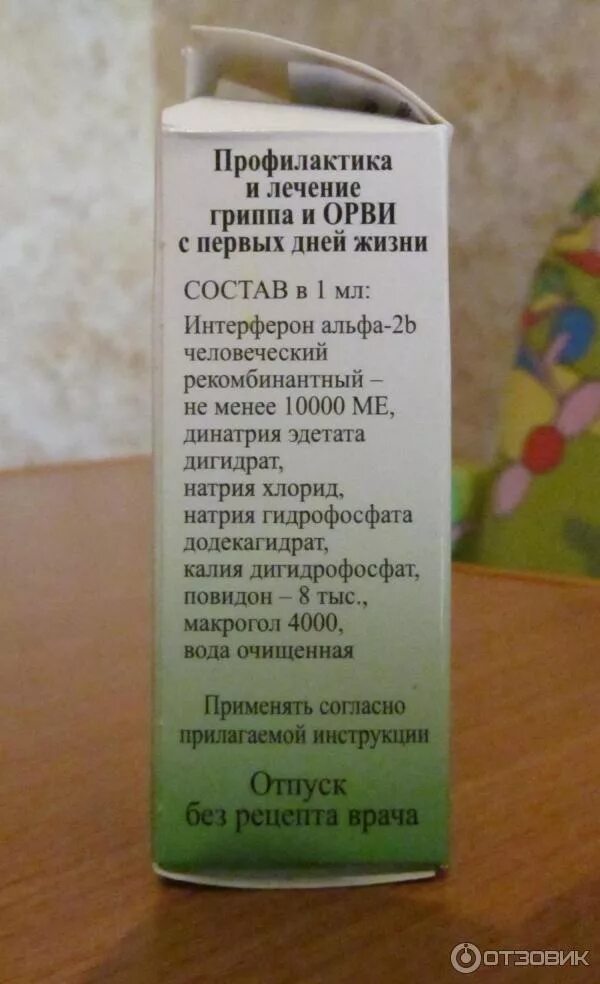 Профилактика
и лечение
гриппа и ОРВИ
с первых дней жизни
СОСТАВ в 1 мл:
Интерферон альфа-2b
человеческий
рекомбинантный –
не менее 10000 МЕ,
динатрия эдетата
дигидрат,
натрия хлорид,
натрия гидрофосфата
додекагидрат,
калия дигидрофосфат,
повидон – 8 тыс.,
макрогол 4000,
вода очищенная
Применять согласно
прилагаемой инструкции
Отпуск
без рецепта врача
ОТЗОВИК